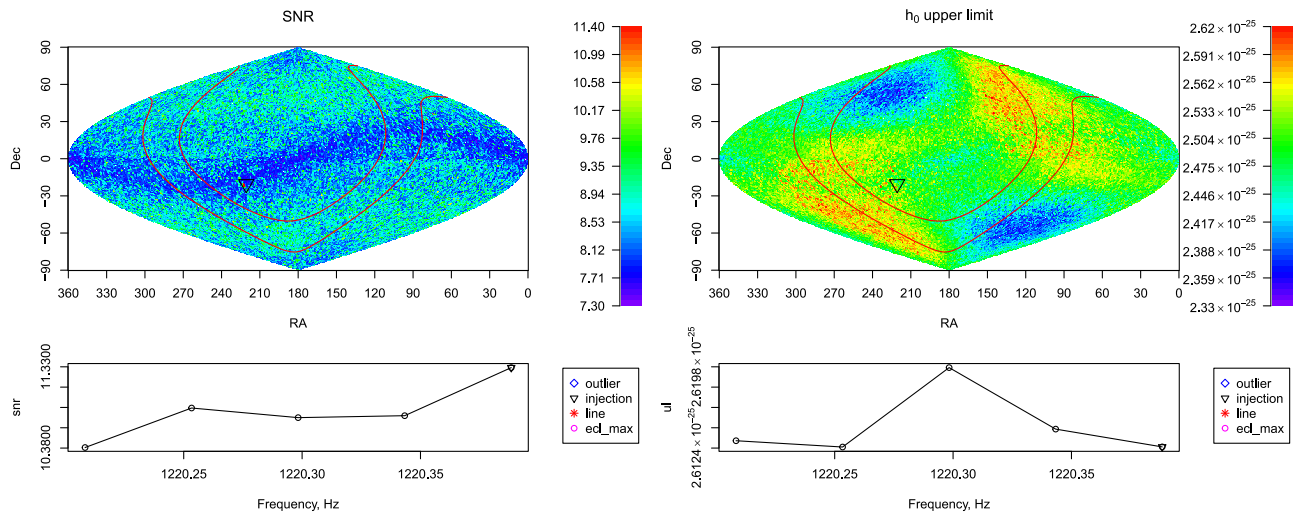 SNR
90
60
30
0
−30
−60
−90
Dec
360 330 300 270 240 210 180 150 120 90 60 30 0
RA
11.40
10.99
10.58
10.17
9.76
9.35
8.94
8.53
8.12
7.71
7.30
h₀ upper limit
90
60
30
0
−30
−60
−90
Dec
360 330 300 270 240 210 180 150 120 90 60 30 0
RA
2.62 × 10⁻²⁵
2.591 × 10⁻²⁵
2.562 × 10⁻²⁵
2.533 × 10⁻²⁵
2.504 × 10⁻²⁵
2.475 × 10⁻²⁵
2.446 × 10⁻²⁵
2.417 × 10⁻²⁵
2.388 × 10⁻²⁵
2.359 × 10⁻²⁵
2.33 × 10⁻²⁵
11.3300
10.3800
snr
1220.25 1220.30 1220.35
Frequency, Hz
outlier
injection
line
ecl_max
2.6198 × 10⁻²⁵
2.6124 × 10⁻²⁵
ul
1220.25 1220.30 1220.35
Frequency, Hz
outlier
injection
line
ecl_max